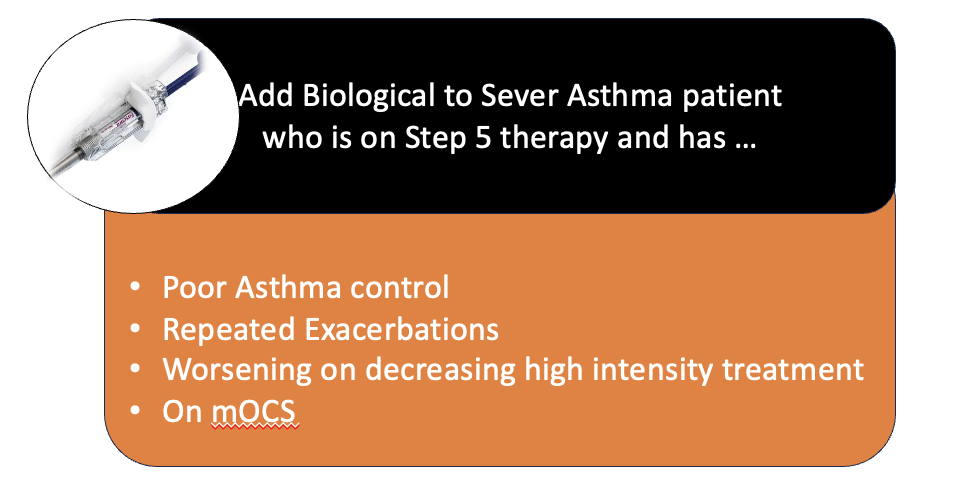 Add Biological to Sever Asthma patient
who is on Step 5 therapy and has ...
• Poor Asthma control
• Repeated Exacerbations
• Worsening on decreasing high intensity treatment
• On mOCS